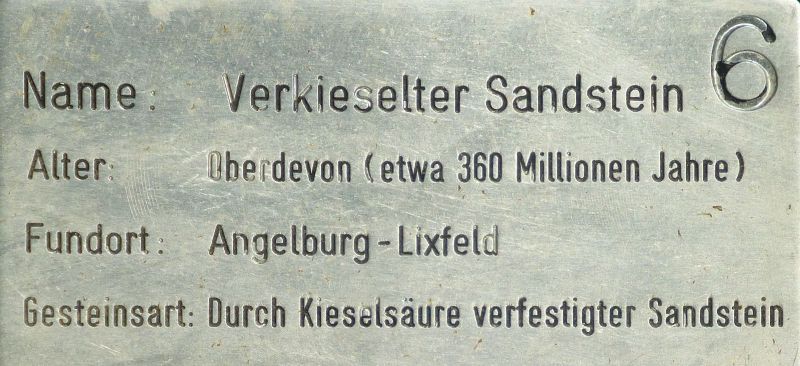 6
Name: Verkieselter Sandstein
Alter: Oberdevon (etwa 360 Millionen Jahre)
Fundort: Angelburg-Lixfeld
Gesteinsart: Durch Kieselsäure verfestigter Sandstein